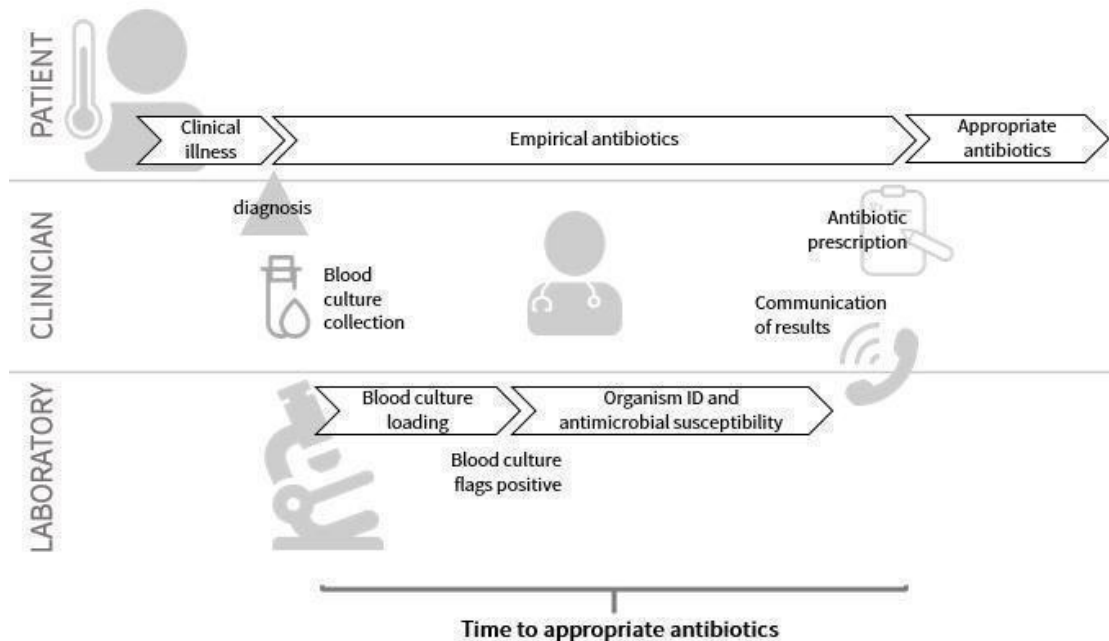 PATIENT
Clinical
illness
Empirical antibiotics
Appropriate
antibiotics
CLINICIAN
diagnosis
Blood
culture
collection
Antibiotic
prescription
Communication
of results
LABORATORY
Blood culture
loading
Organism ID and
antimicrobial susceptibility
Blood culture
flags positive
Time to appropriate antibiotics